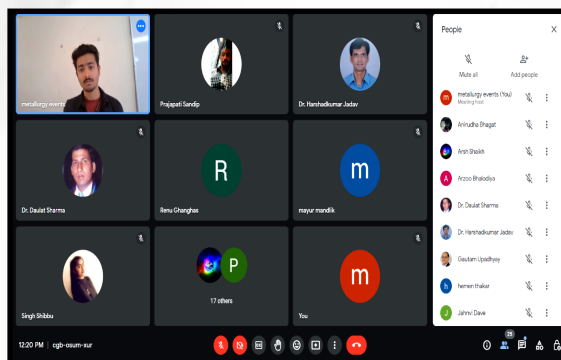 metallurgy events
Prajapati Sandip
Dr. Harshadkumar Jadav
Dr. Daulat Sharma
R
Renu Ghanghas
m
mayur mandlik
Singh Shibbu
P
17 others
m
You
12:20 PM | cgb-osum-xur
25
People
Mute all
Add people
m
metallurgy events (You)
Meeting host
Anirudha Bhagat
Arsh Shaikh
A
Arzoo Bhalodiya
Dr. Daulat Sharma
Dr. Harshadkumar Jadav
Gautam Upadhyay
h
hemen thakar
J
Jahnvi Dave